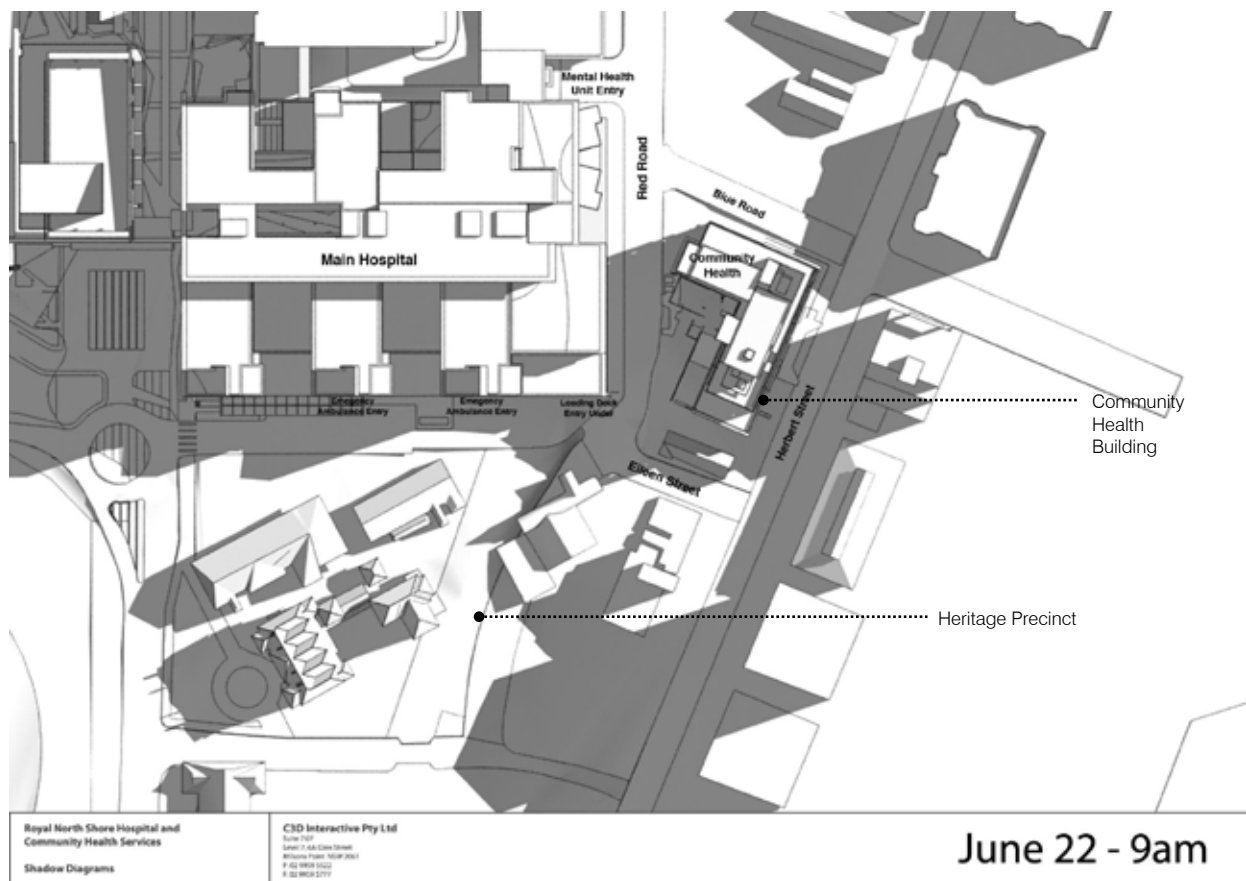 Mental Health
Unit Entry
Red Road
Blue Road
Main Hospital
Community
Health
Emegency
Ambulance Entry
Emegency
Ambulance Entry
Loading Dock
Entry Under
Herbert Street
Community
Health
Building
Eileen Street
Heritage Precinct
Royal North Shore Hospital and
Community Health Services
Shadow Diagrams
C3D Interactive Pty Ltd
June 22 - 9am